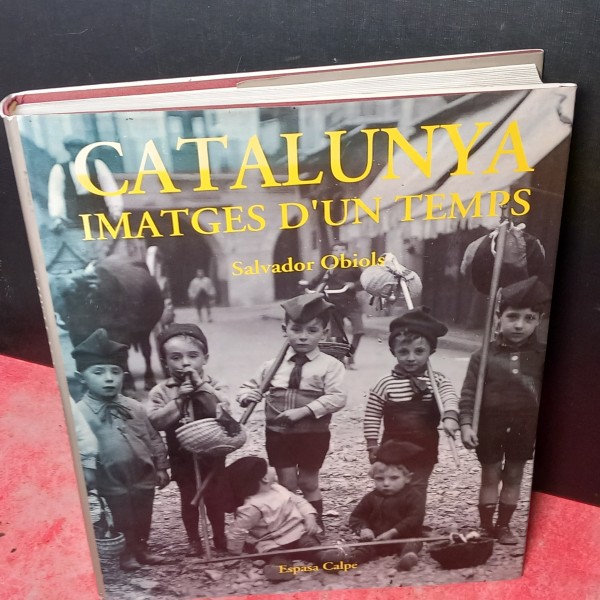 CATALUNYA
IMATGES D'UN TEMPS
Salvador Obiols
Espasa Calpe